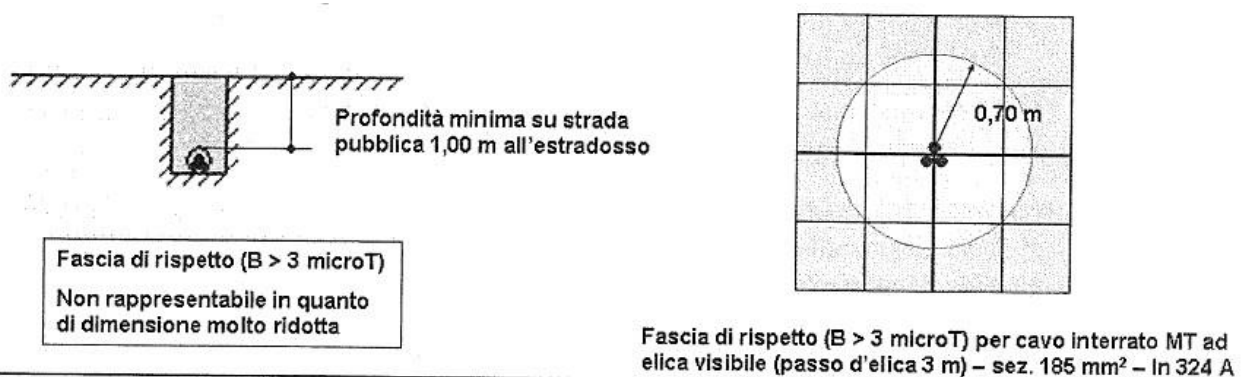 Profondità minima su strada
pubblica 1,00 m all'estradosso
Fascia di rispetto (B > 3 microT)
Non rappresentabile in quanto
di dimensione molto ridotta
0,70 m
Fascia di rispetto (B > 3 microT) per cavo interrato MT ad
elica visibile (passo d'elica 3 m) – sez. 185 mm² – In 324 A